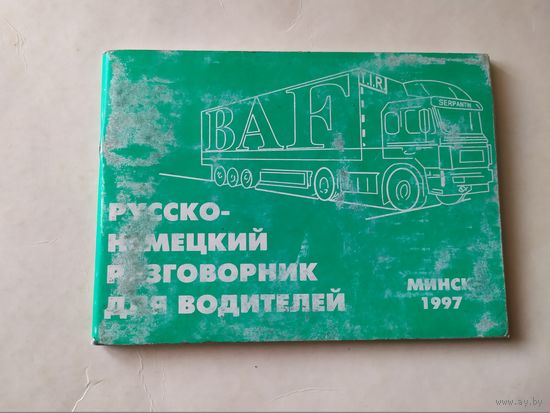 BAF
T.I.R
SERPANTIN
РУССКО-
НЕМЕЦКИЙ
РАЗГОВОРНИК
ДЛЯ ВОДИТЕЛЕЙ
МИНСК
1997
www.ay.by